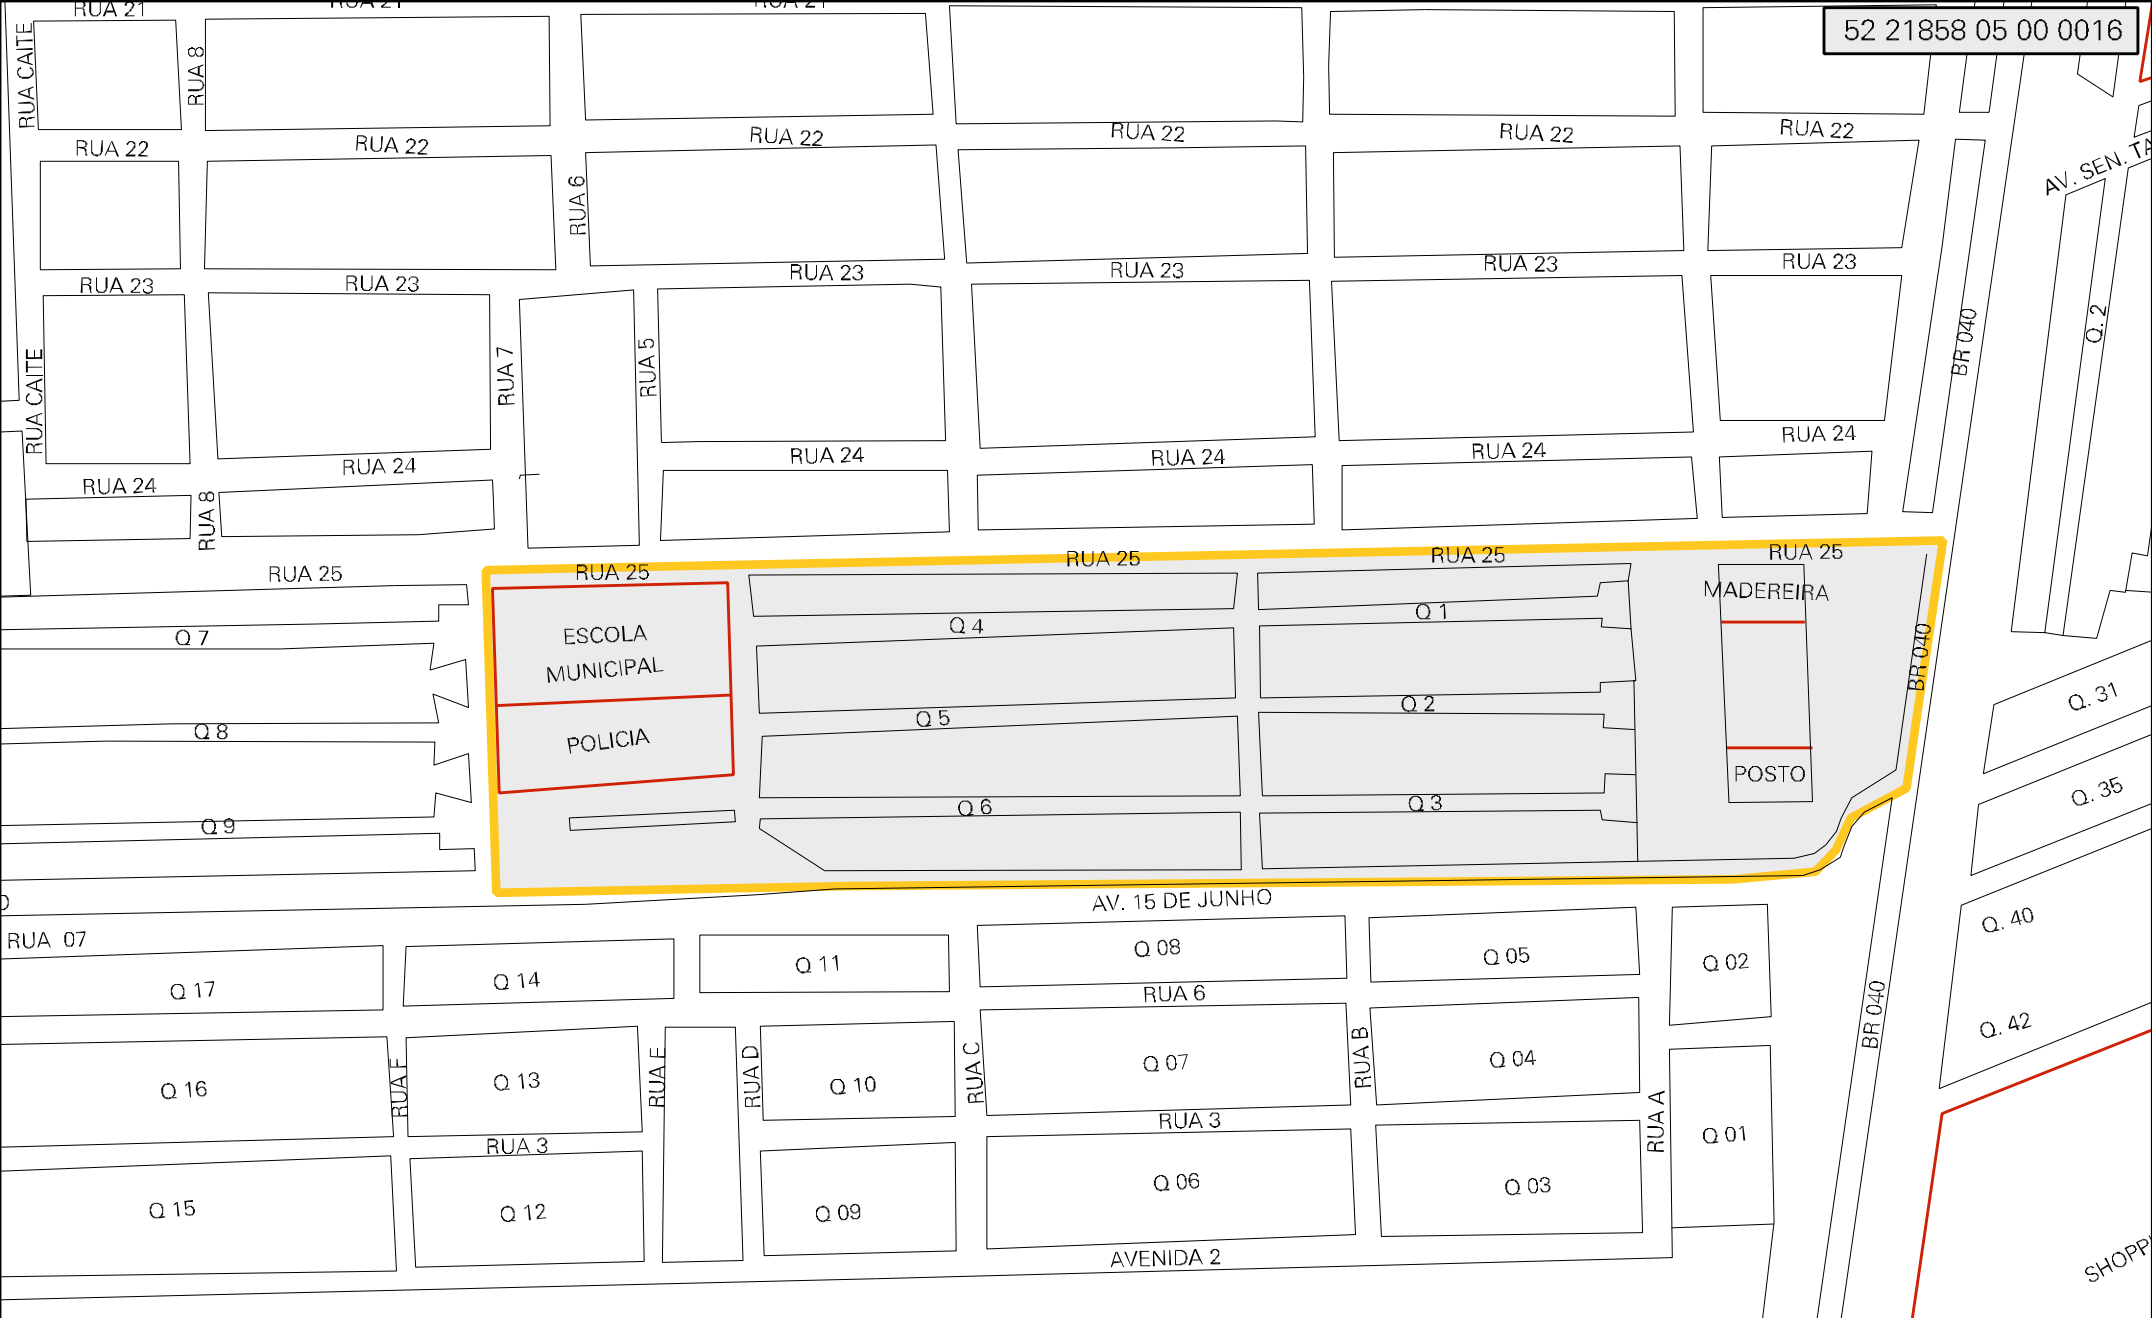 RUA 21
RUA 21
RUA 21
52 21858 05 00 0016
RUA CAITE
RUA 8
RUA 22
RUA 22
RUA 22
RUA 22
RUA 22
RUA 22
AV. SEN. TA
RUA 6
RUA 23
RUA 23
RUA 23
RUA 23
RUA 23
RUA 23
RUA CAITE
RUA 7
RUA 5
BR 040
Q. 2
RUA 24
RUA 24
RUA 24
RUA 24
RUA 24
RUA 24
RUA 8
RUA 25
RUA 25
RUA 25
RUA 25
RUA 25
MADEREIRA
ESCOLA
MUNICIPAL
Q 7
Q 4
Q 1
BR 040
Q. 31
Q 8
POLICIA
Q 5
Q 2
POSTO
Q. 35
Q 9
Q 6
Q 3
AV. 15 DE JUNHO
RUA 07
Q 17
Q 14
Q 11
Q 08
Q 05
Q 02
Q. 40
RUA 6
BR 040
Q. 42
Q 16
RUA F
Q 13
RUA E
RUA D
Q 10
RUA C
Q 07
RUA B
Q 04
RUA A
Q 01
RUA 3
RUA 3
Q 15
Q 12
Q 09
Q 06
Q 03
AVENIDA 2
SHOPPI